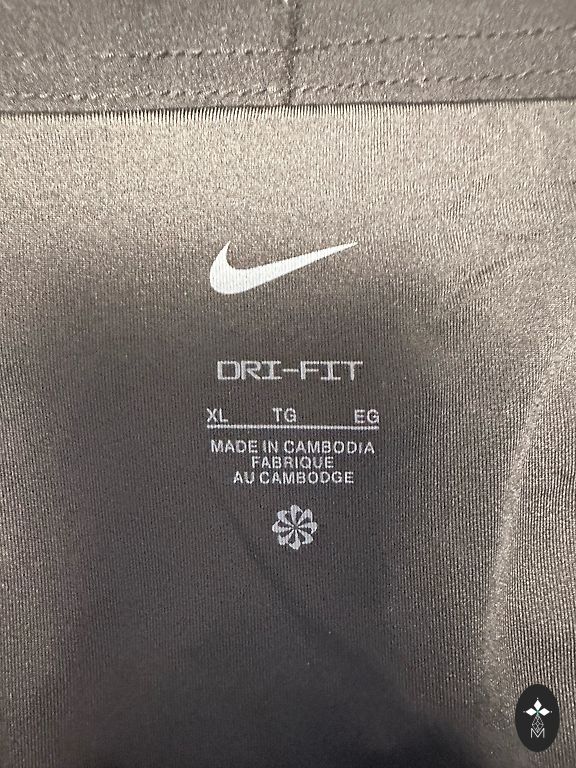 DRI-FIT
XL TG EG
MADE IN CAMBODIA
FABRIQUE
AU CAMBODGE
M